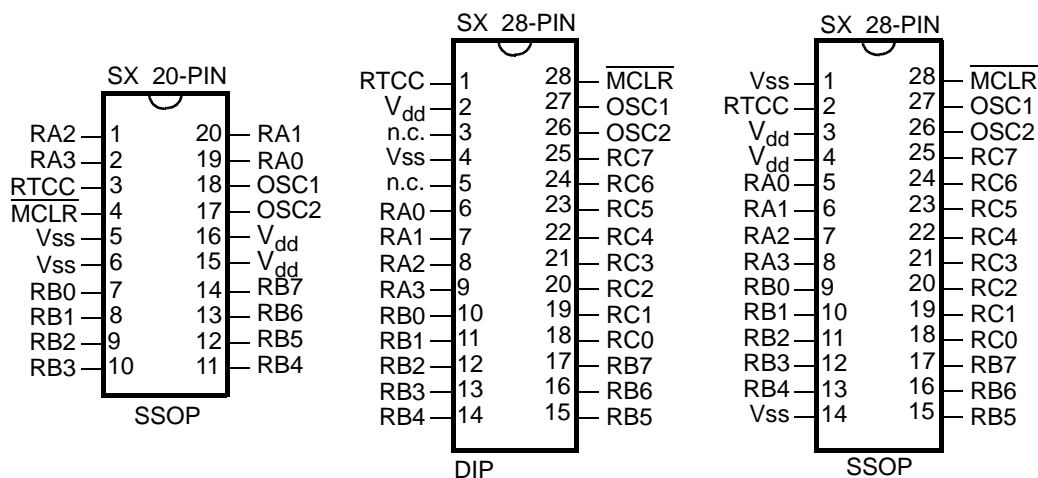 SX 20-PIN
RA2 1 20 RA1
RA3 2 19 RA0
RTCC 3 18 OSC1
MCLR 4 17 OSC2
Vss 5 16 Vdd
Vss 6 15 Vdd
RB0 7 14 RB7
RB1 8 13 RB6
RB2 9 12 RB5
RB3 10 11 RB4
SSOP
SX 28-PIN
RTCC 1 28 MCLR
Vdd 2 27 OSC1
n.c. 3 26 OSC2
Vss 4 25 RC7
n.c. 5 24 RC6
RA0 6 23 RC5
RA1 7 22 RC4
RA2 8 21 RC3
RA3 9 20 RC2
RB0 10 19 RC1
RB1 11 18 RC0
RB2 12 17 RB7
RB3 13 16 RB6
RB4 14 15 RB5
DIP
SX 28-PIN
Vss 1 28 MCLR
RTCC 2 27 OSC1
Vdd 3 26 OSC2
Vdd 4 25 RC7
RA0 5 24 RC6
RA1 6 23 RC5
RA2 7 22 RC4
RA3 8 21 RC3
RB0 9 20 RC2
RB1 10 19 RC1
RB2 11 18 RC0
RB3 12 17 RB7
RB4 13 16 RB6
Vss 14 15 RB5
SSOP